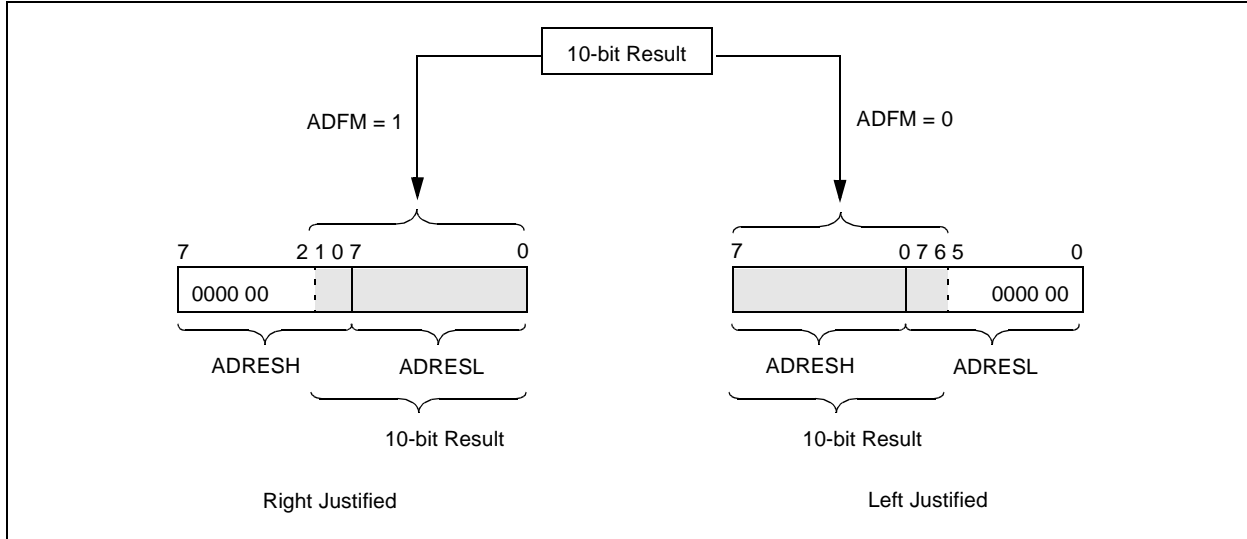 10-bit Result
ADFM = 1
ADFM = 0
7 2 1 0 7 0
7 0 7 6 5 0
0000 00
0000 00
ADRESH ADRESL
ADRESH ADRESL
10-bit Result
10-bit Result
Right Justified
Left Justified